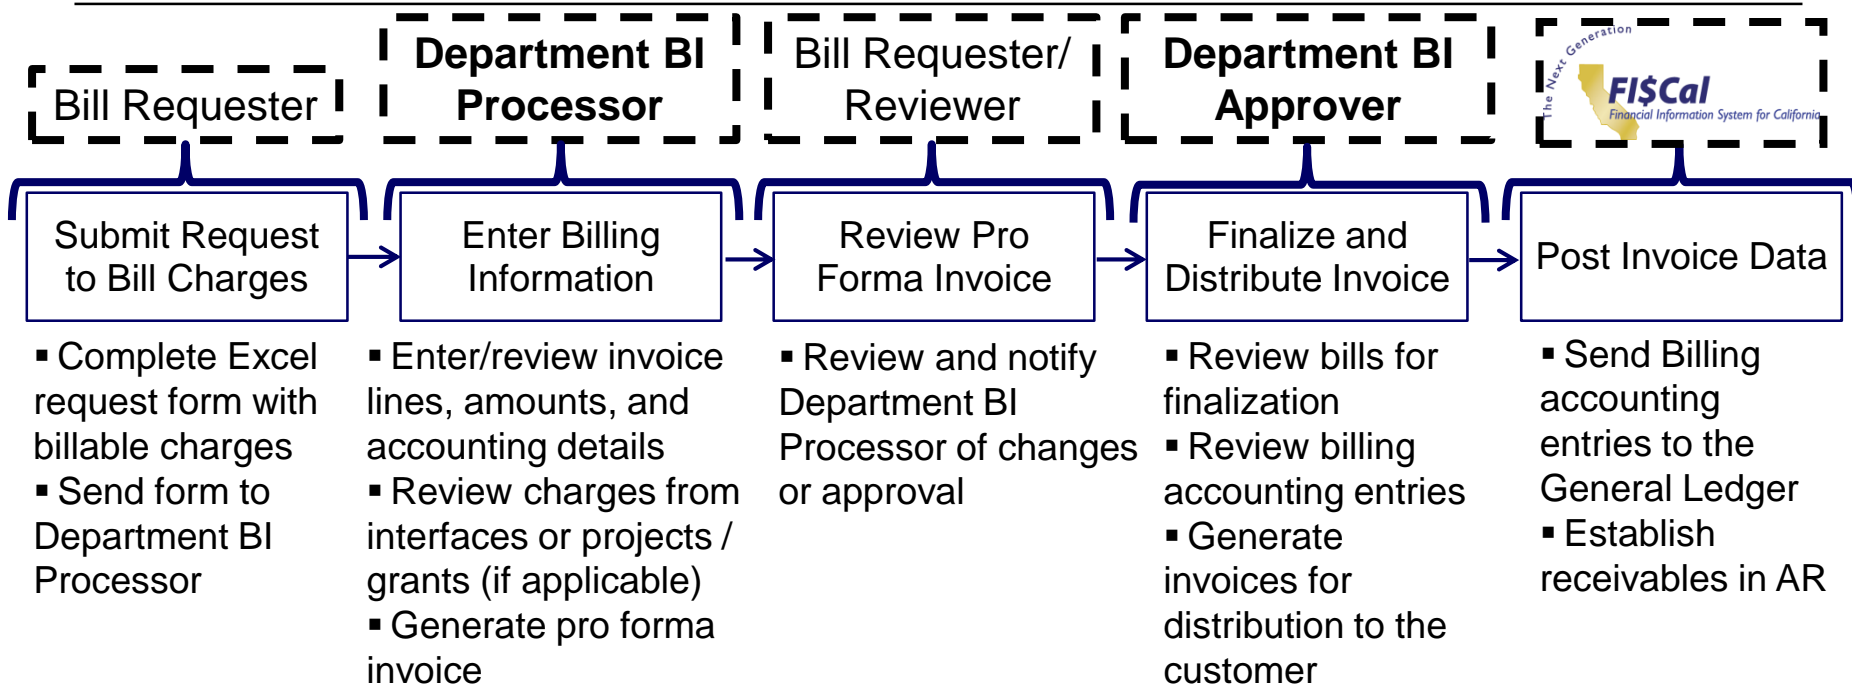 Bill Requester
Department BI
Processor
Bill Requester/
Reviewer
Department BI
Approver
The Next Generation
FI$Cal
Financial Information System for California
Submit Request
to Bill Charges
Enter Billing
Information
Review Pro
Forma Invoice
Finalize and
Distribute Invoice
Post Invoice Data
▪ Complete Excel
request form with
billable charges
▪ Send form to
Department BI
Processor
▪ Enter/review invoice
lines, amounts, and
accounting details
▪ Review charges from
interfaces or projects /
grants (if applicable)
▪ Generate pro forma
invoice
▪ Review and notify
Department BI
Processor of changes
or approval
▪ Review bills for
finalization
▪ Review billing
accounting entries
▪ Generate
invoices for
distribution to the
customer
▪ Send Billing
accounting
entries to the
General Ledger
▪ Establish
receivables in AR